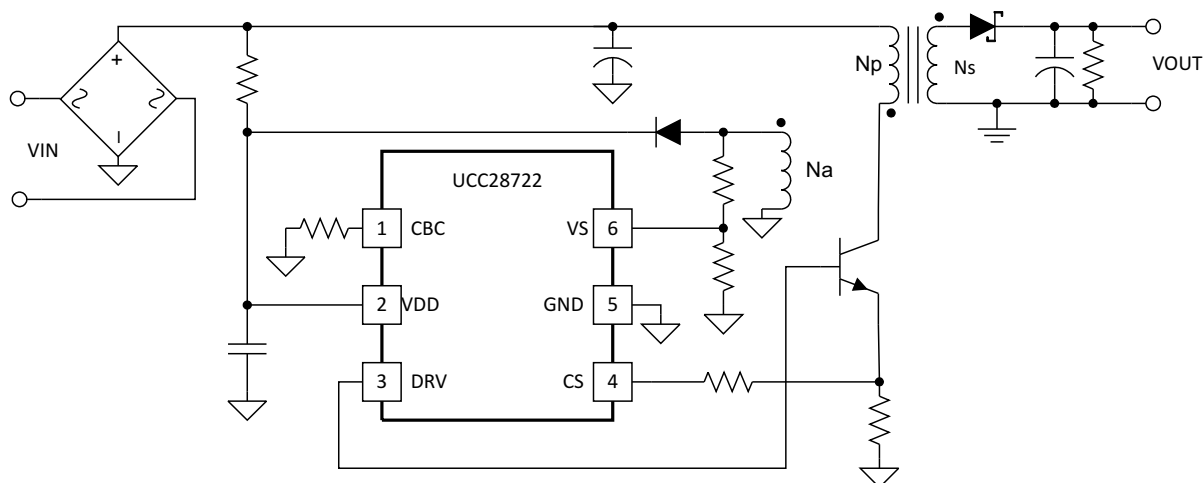 Np
Ns
VOUT
+
VIN
−
Na
UCC28722
1
CBC
VS
6
2
VDD
GND
5
3
DRV
CS
4